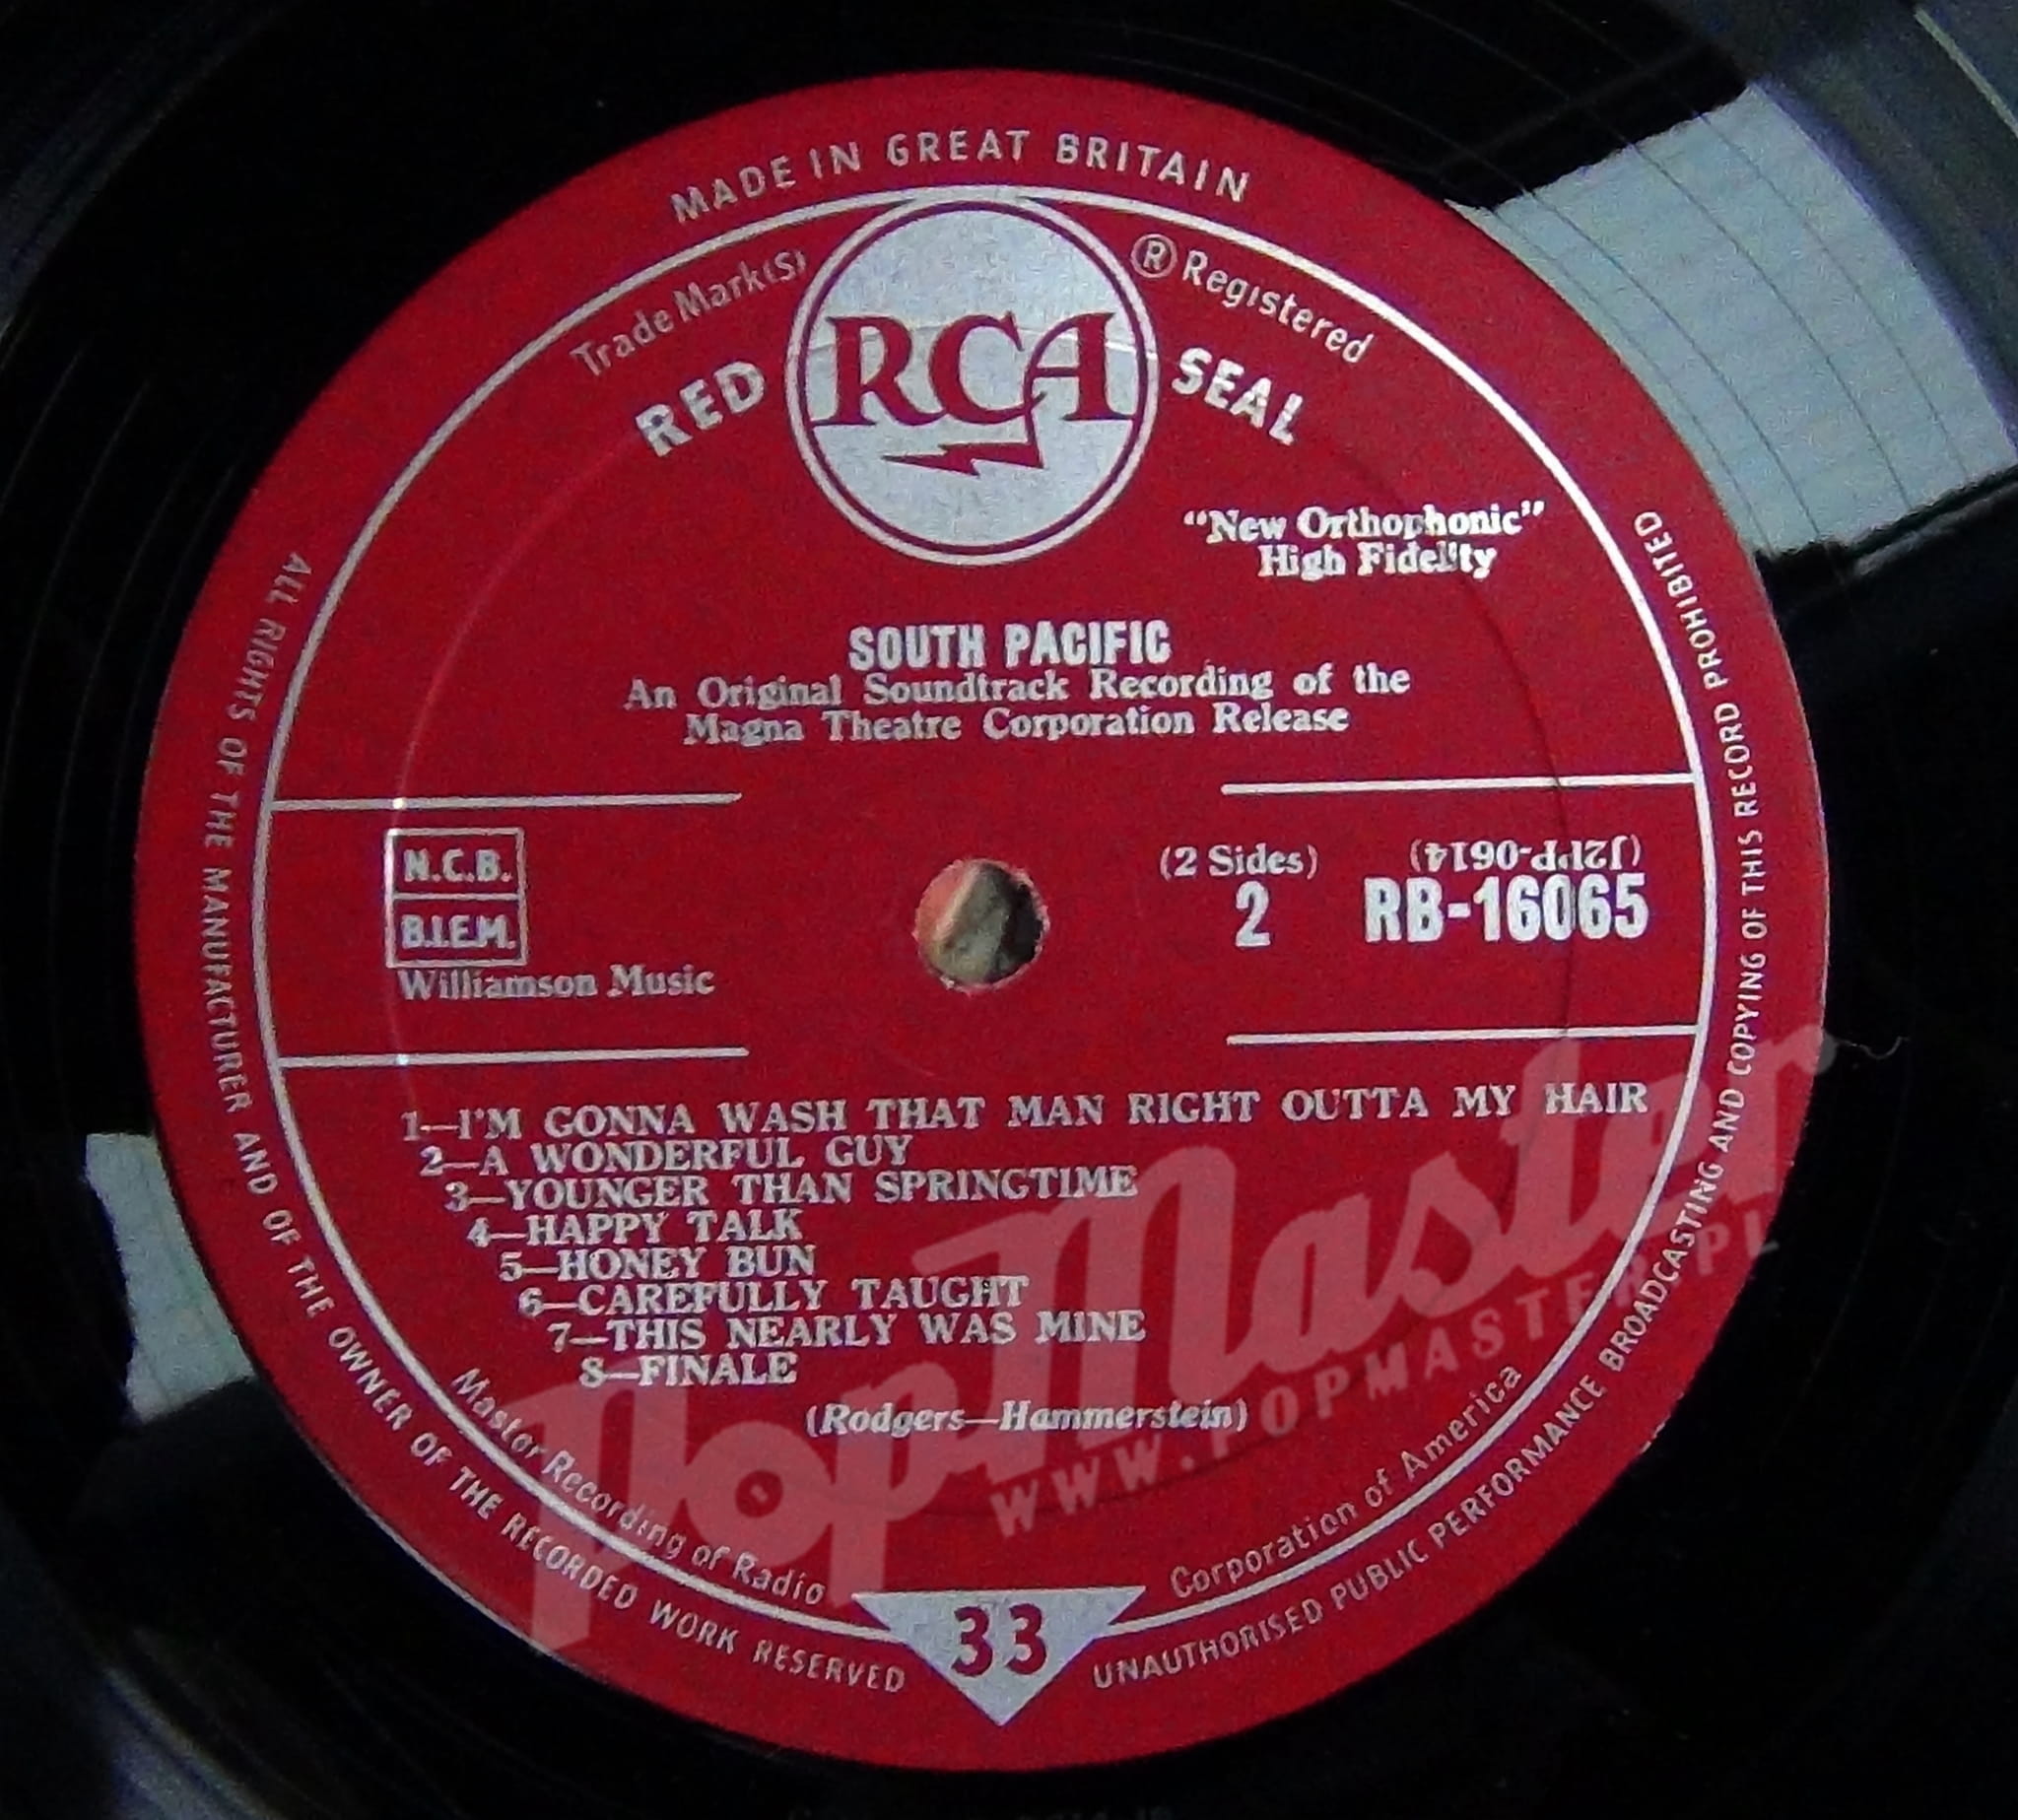 MADE IN GREAT BRITAIN
Trade Mark(s)
® Registered
RED
RCA
SEAL
"New Orthophonic"
High Fidelity
SOUTH PACIFIC
An Original Soundtrack Recording of the
Magna Theatre Corporation Release
N.C.B.
B.I.E.M.
Williamson Music
(2 Sides)
2
(J2PP-0614)
RB-16065
1—I'M GONNA WASH THAT MAN RIGHT OUTTA MY HAIR
2—A WONDERFUL GUY
3—YOUNGER THAN SPRINGTIME
4—HAPPY TALK
5—HONEY BUN
6—CAREFULLY TAUGHT
7—THIS NEARLY WAS MINE
8—FINALE
(Rodgers—Hammerstein)
Master Recording of Radio
Corporation of America
33
ALL RIGHTS OF THE MANUFACTURER AND OF THE OWNER OF THE RECORDED WORK RESERVED
UNAUTHORISED PUBLIC PERFORMANCE BROADCASTING AND COPYING OF THIS RECORD PROHIBITED
PopMaster
WWW.POPMASTER.PL